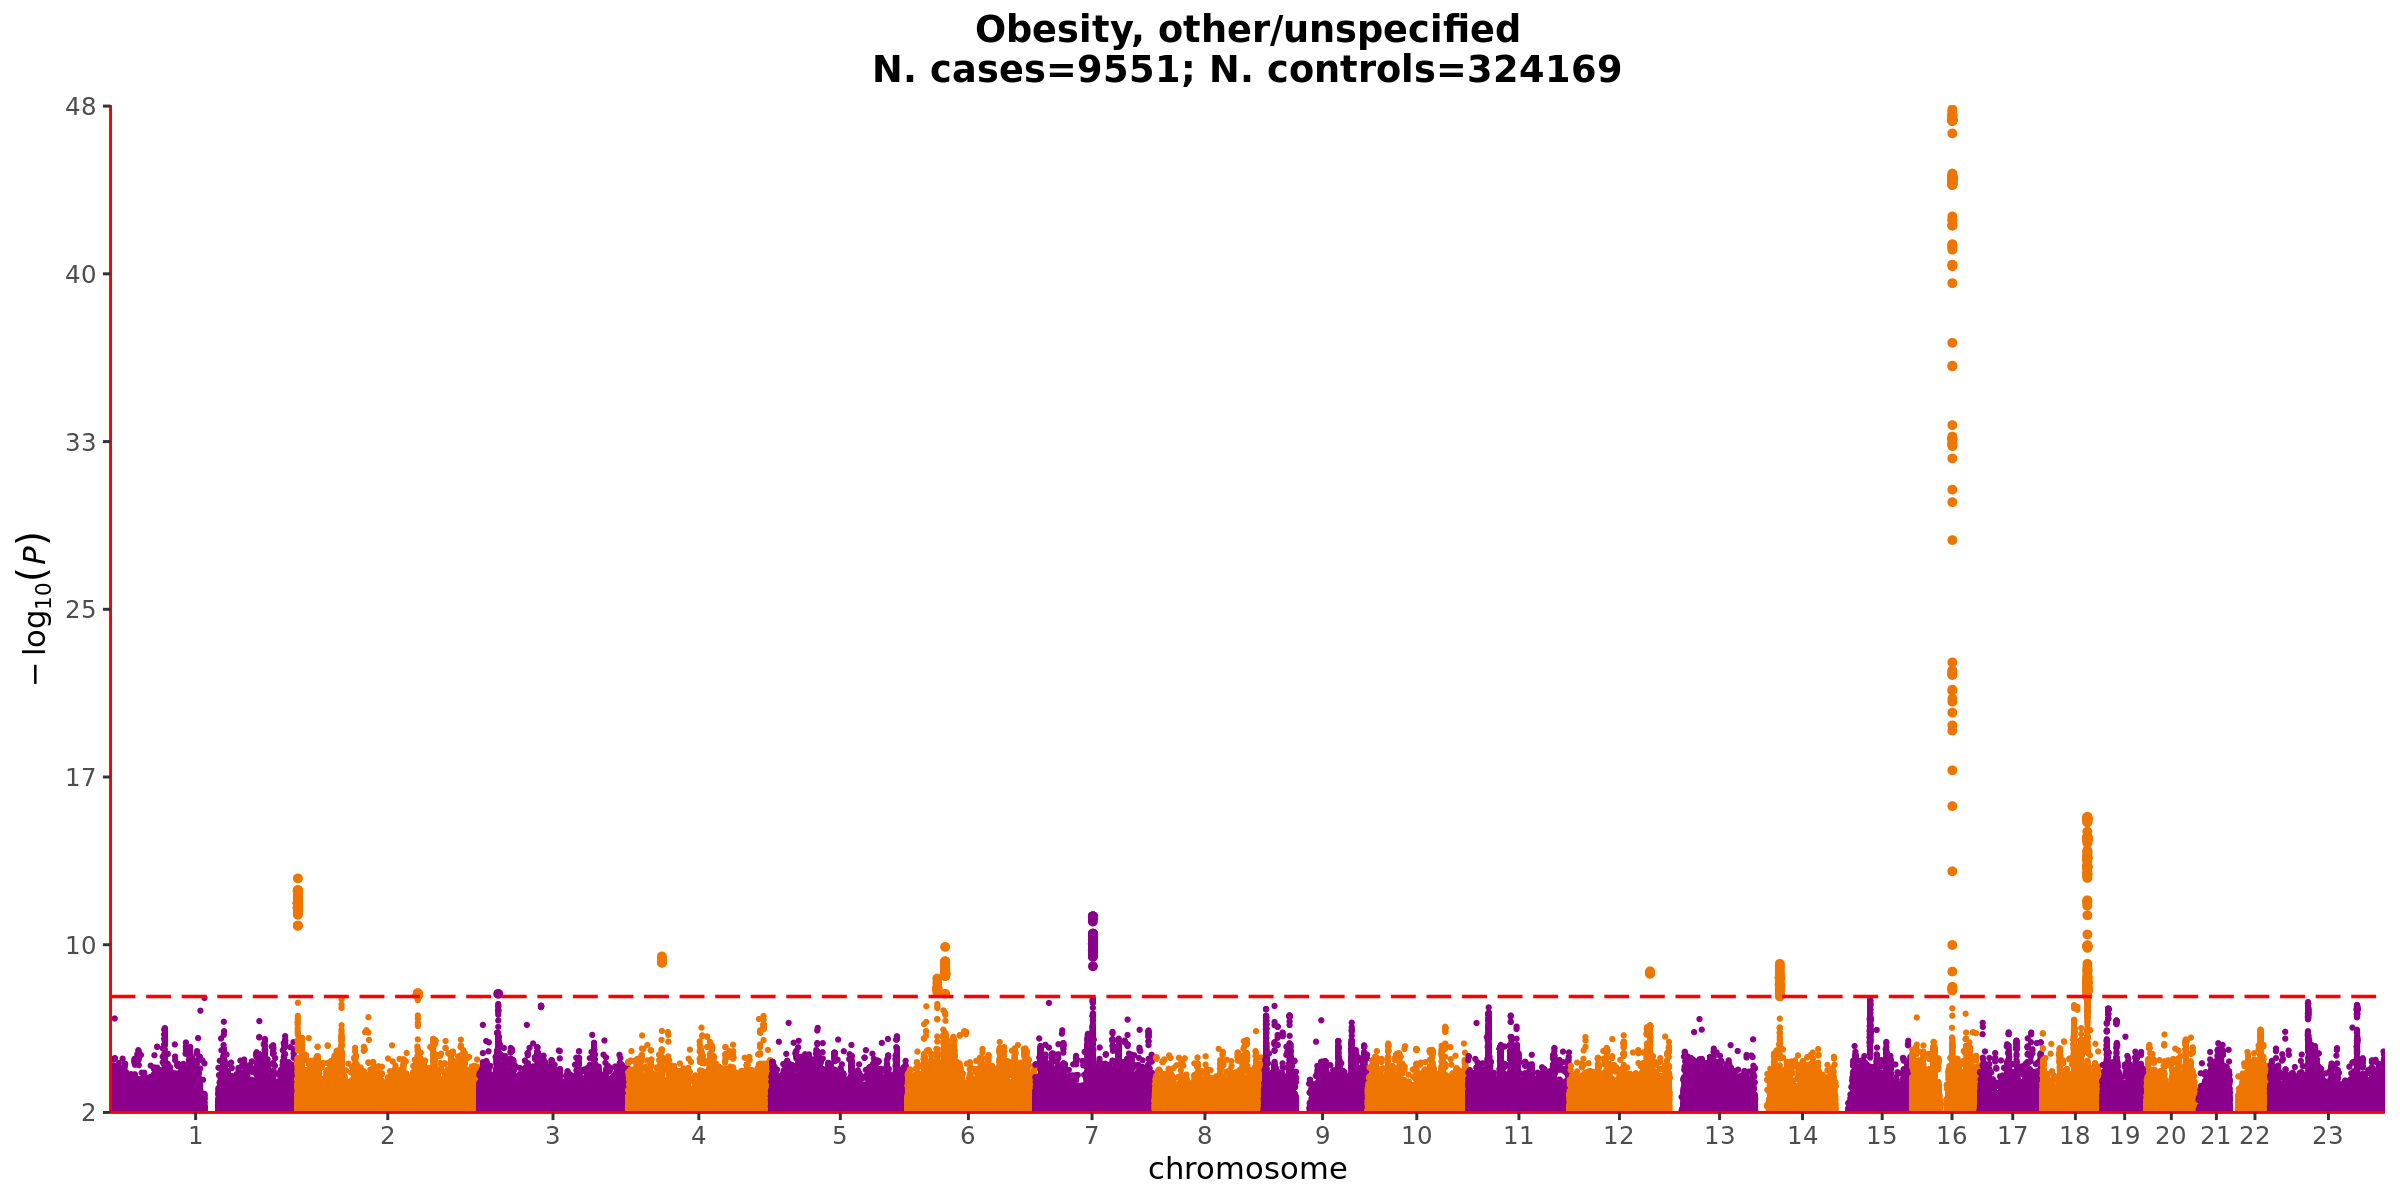 Obesity, other/unspecified
N. cases=9551; N. controls=324169
48
40
33
25
17
10
2
− log10(P)
1 2 3 4 5 6 7 8 9 10 11 12 13 14 15 16 17 18 19 20 21 22 23
chromosome